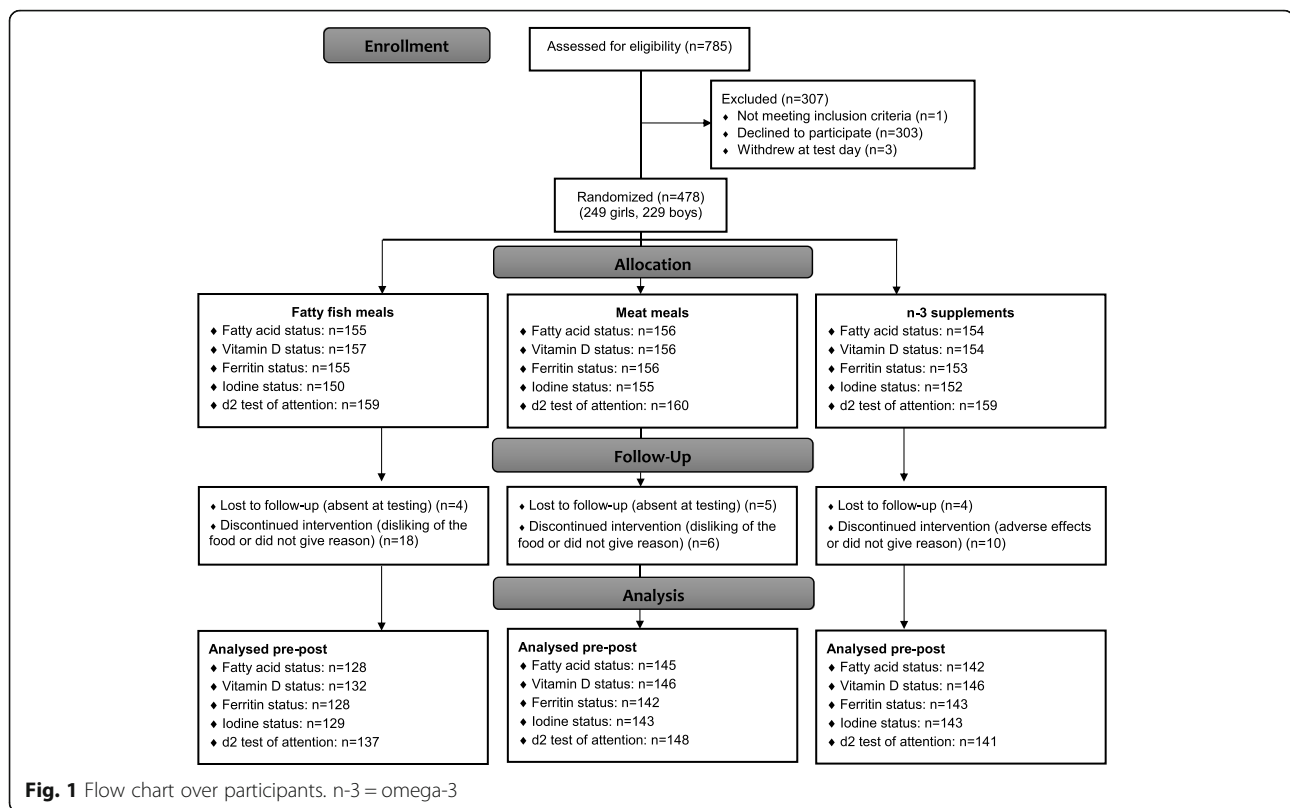 Enrollment
Assessed for eligibility (n=785)
Excluded (n=307)
♦ Not meeting inclusion criteria (n=1)
♦ Declined to participate (n=303)
♦ Withdrew at test day (n=3)
Randomized (n=478)
(249 girls, 229 boys)
Allocation
Fatty fish meals
♦ Fatty acid status: n=155
♦ Vitamin D status: n=157
♦ Ferritin status: n=155
♦ Iodine status: n=150
♦ d2 test of attention: n=159
Meat meals
♦ Fatty acid status: n=156
♦ Vitamin D status: n=156
♦ Ferritin status: n=156
♦ Iodine status: n=155
♦ d2 test of attention: n=160
n-3 supplements
♦ Fatty acid status: n=154
♦ Vitamin D status: n=154
♦ Ferritin status: n=153
♦ Iodine status: n=152
♦ d2 test of attention: n=159
Follow-Up
♦ Lost to follow-up (absent at testing) (n=4)
♦ Discontinued intervention (disliking of the
food or did not give reason) (n=18)
♦ Lost to follow-up (absent at testing) (n=5)
♦ Discontinued intervention (disliking of the
food or did not give reason) (n=6)
♦ Lost to follow-up (n=4)
♦ Discontinued intervention (adverse effects
or did not give reason) (n=10)
Analysis
Analysed pre-post
♦ Fatty acid status: n=128
♦ Vitamin D status: n=132
♦ Ferritin status: n=128
♦ Iodine status: n=129
♦ d2 test of attention: n=137
Analysed pre-post
♦ Fatty acid status: n=145
♦ Vitamin D status: n=146
♦ Ferritin status: n=142
♦ Iodine status: n=143
♦ d2 test of attention: n=148
Analysed pre-post
♦ Fatty acid status: n=142
♦ Vitamin D status: n=146
♦ Ferritin status: n=143
♦ Iodine status: n=143
♦ d2 test of attention: n=141
Fig. 1 Flow chart over participants. n-3 = omega-3